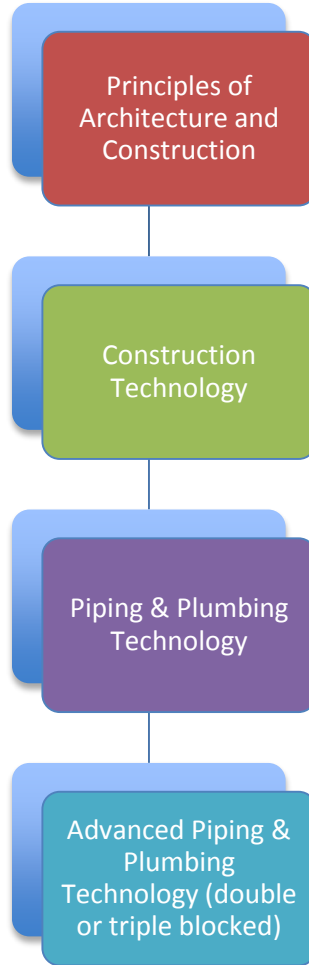 Principles of
Architecture and
Construction
Construction
Technology
Piping & Plumbing
Technology
Advanced Piping &
Plumbing
Technology (double
or triple blocked)